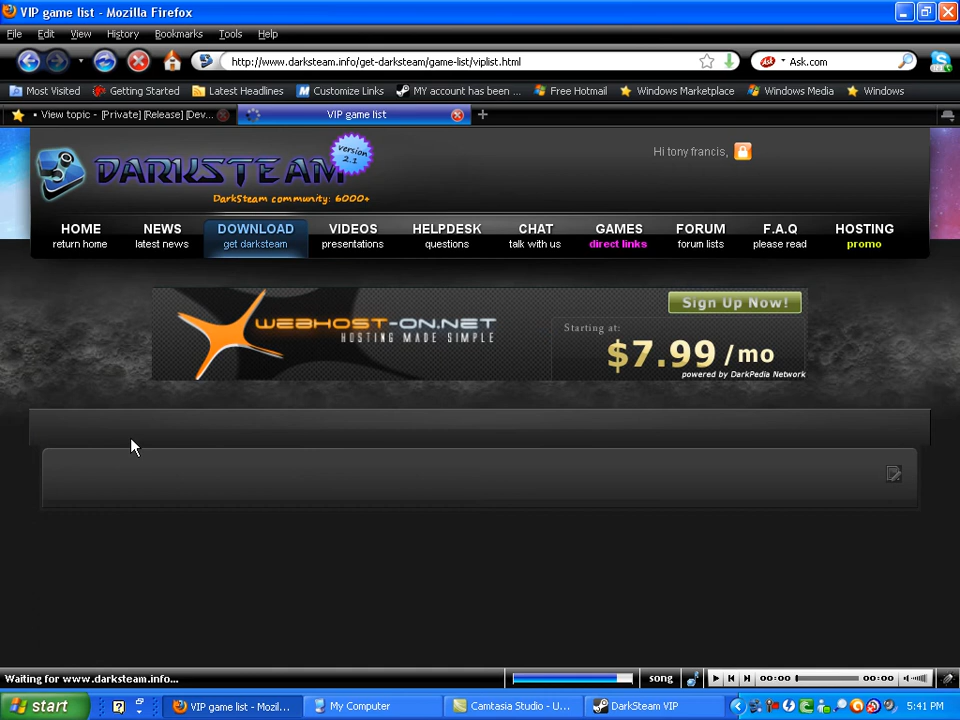 VIP game list - Mozilla Firefox
File Edit View History Bookmarks Tools Help
http://www.darksteam.info/get-darksteam/game-list/viplist.html
Ask.com
Most Visited Getting Started Latest Headlines Customize Links MY account has been ... Free Hotmail Windows Marketplace Windows Media Windows
• View topic - [Private] [Release] [Dev...
VIP game list
version 2.1
DARKSTEAM
Hi tony francis,
DarkSteam community: 6000+
HOME NEWS DOWNLOAD VIDEOS HELPDESK CHAT GAMES FORUM F.A.Q HOSTING
return home latest news get darksteam presentations questions talk with us direct links forum lists please read promo
Sign Up Now!
WEBHOST-ON.NET
HOSTING MADE SIMPLE
Starting at:
$7.99 /mo
powered by DarkPedia Network
Waiting for www.darksteam.info...
song
00:00 00:00
start
VIP game list - Mozil...
My Computer
Camtasia Studio - U...
DarkSteam VIP
5:41 PM